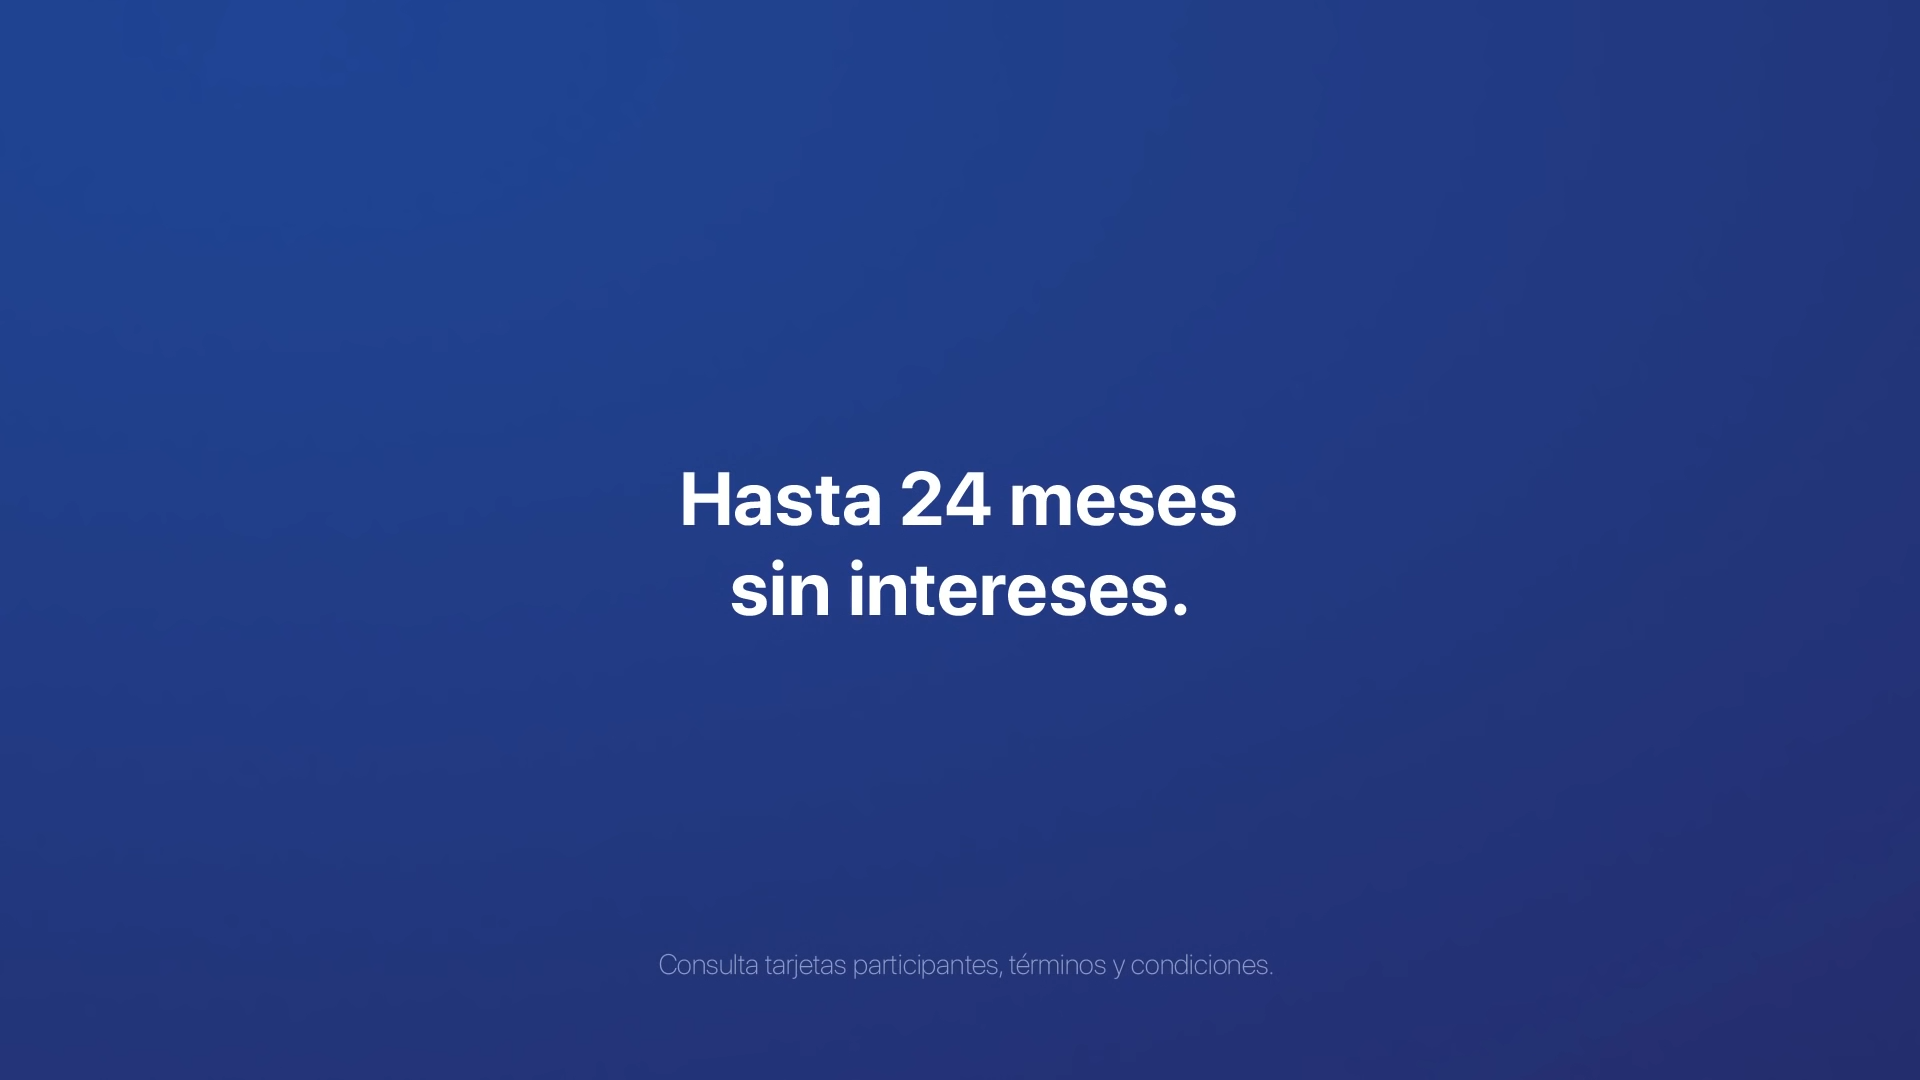 Hasta 24 meses
sin intereses.
Consulta tarjetas participantes, términos y condiciones.